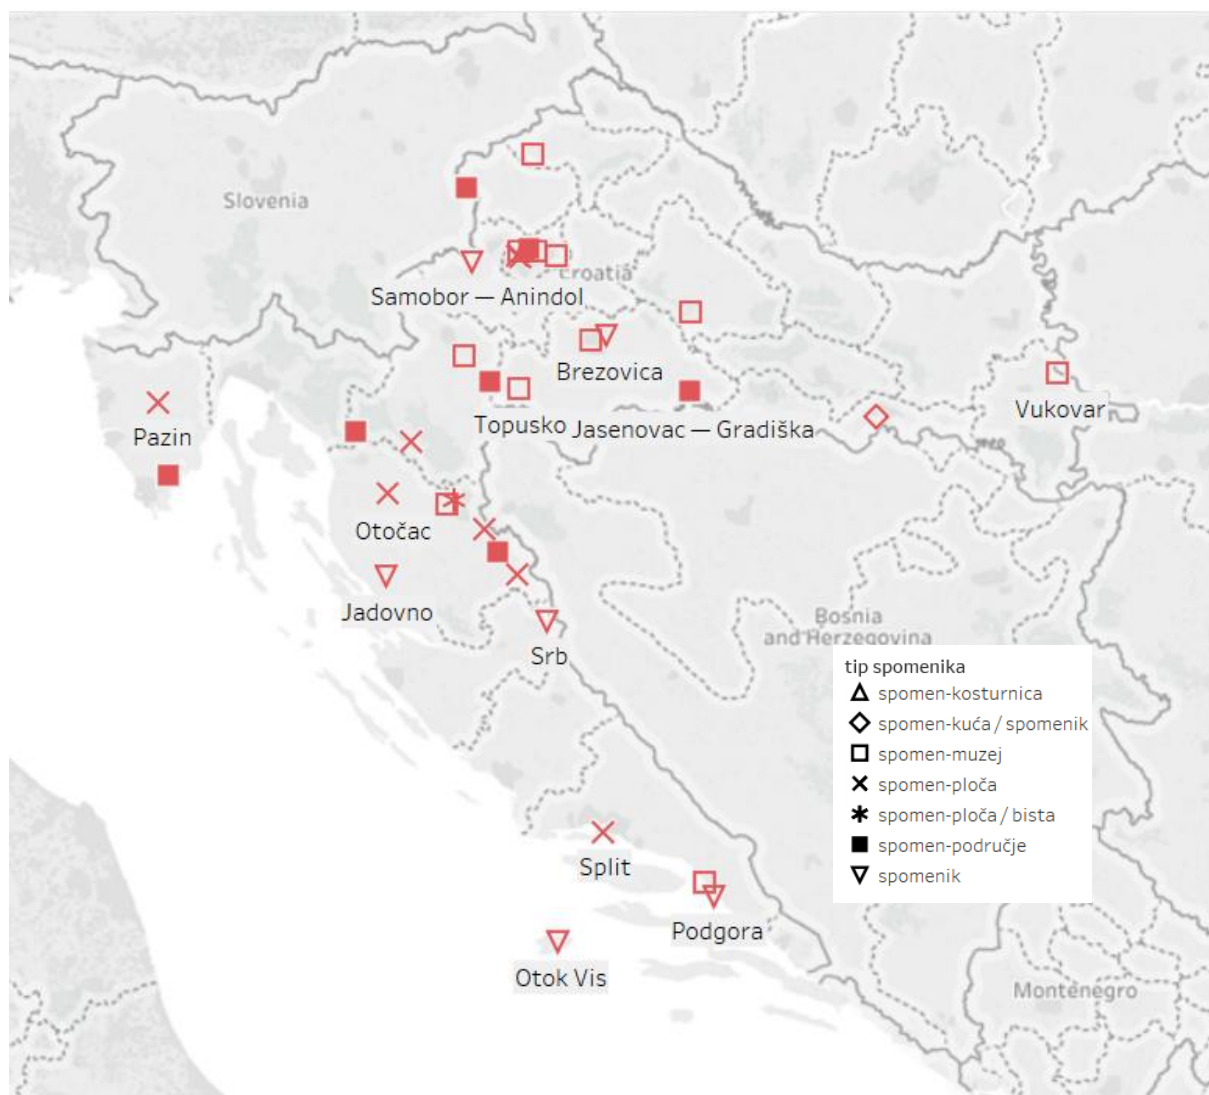 Slovenia
Croatia
Samobor — Anindol
Brezovica
Vukovar
Topusko
Jasenovac — Gradiška
Pazin
Otočac
Jadovno
Srb
Bosnia
and Herzegovina
tip spomenika
spomen-kosturnica
spomen-kuća / spomenik
spomen-muzej
spomen-ploča
spomen-ploča / bista
spomen-područje
spomenik
Split
Podgora
Otok Vis
Montenegro